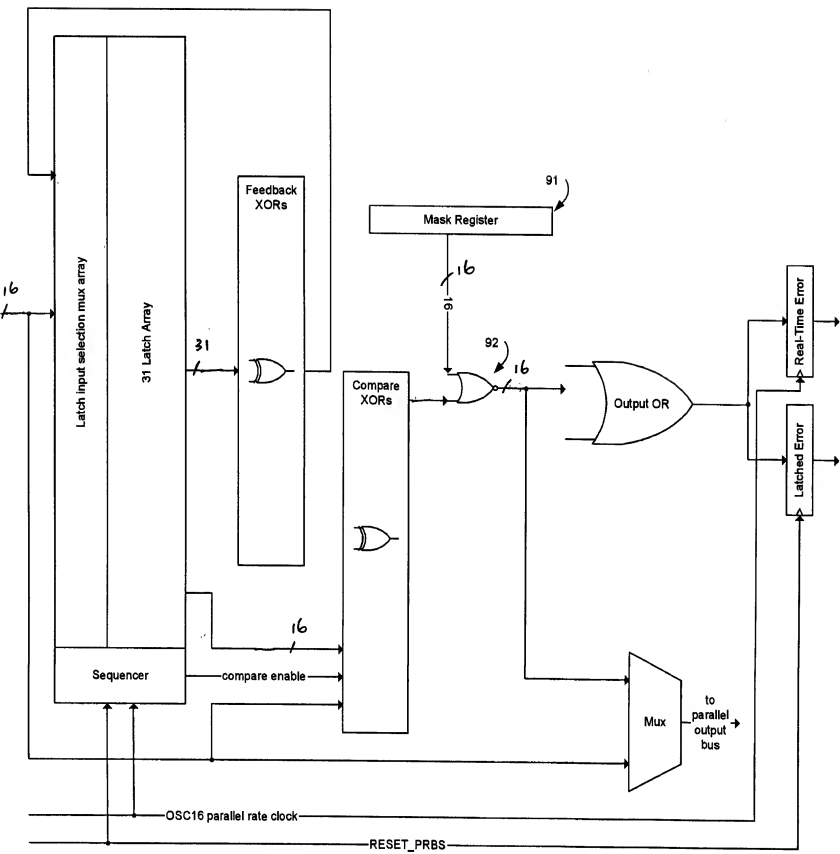 91
Feedback
XORs
Mask Register
16
16
16
Latch input selection mux array
31 Latch Array
31
92
16
Real-Time Error
Compare
XORs
Output OR
Latched Error
16
Sequencer
compare enable
Mux
to
parallel
output
bus
OSC16 parallel rate clock
RESET_PRBS